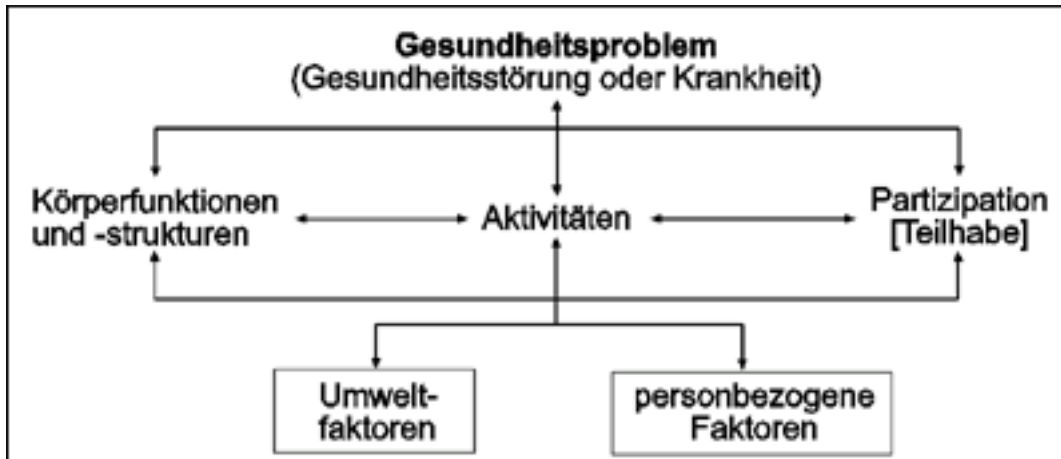 Gesundheitsproblem
(Gesundheitsstörung oder Krankheit)
Körperfunktionen
und -strukturen
Aktivitäten
Partizipation
[Teilhabe]
Umwelt-
faktoren
personbezogene
Faktoren